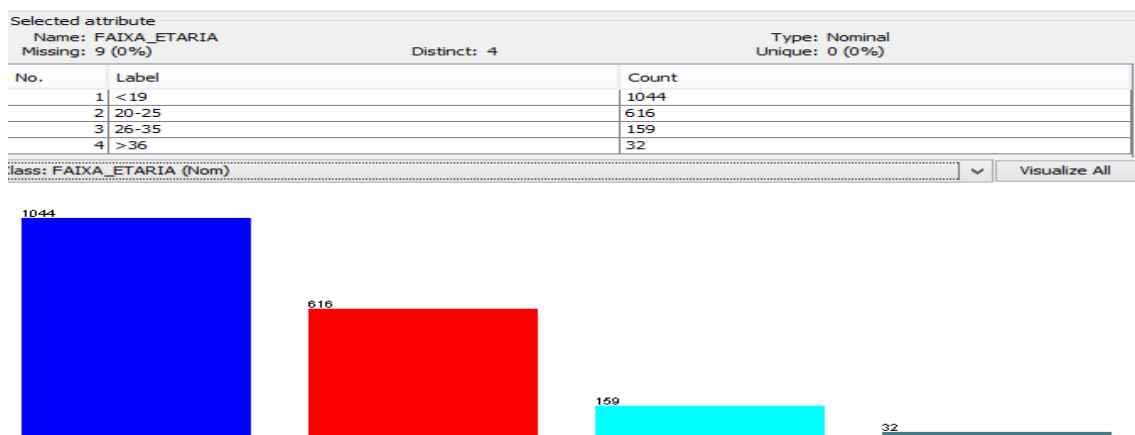 Selected attribute
Name: FAIXA_ETARIA Type: Nominal
Missing: 9 (0%) Distinct: 4 Unique: 0 (0%)
No. Label Count
1 <19 1044
2 20-25 616
3 26-35 159
4 >36 32
lass: FAIXA_ETARIA (Nom) Visualize All
1044
616
159
32